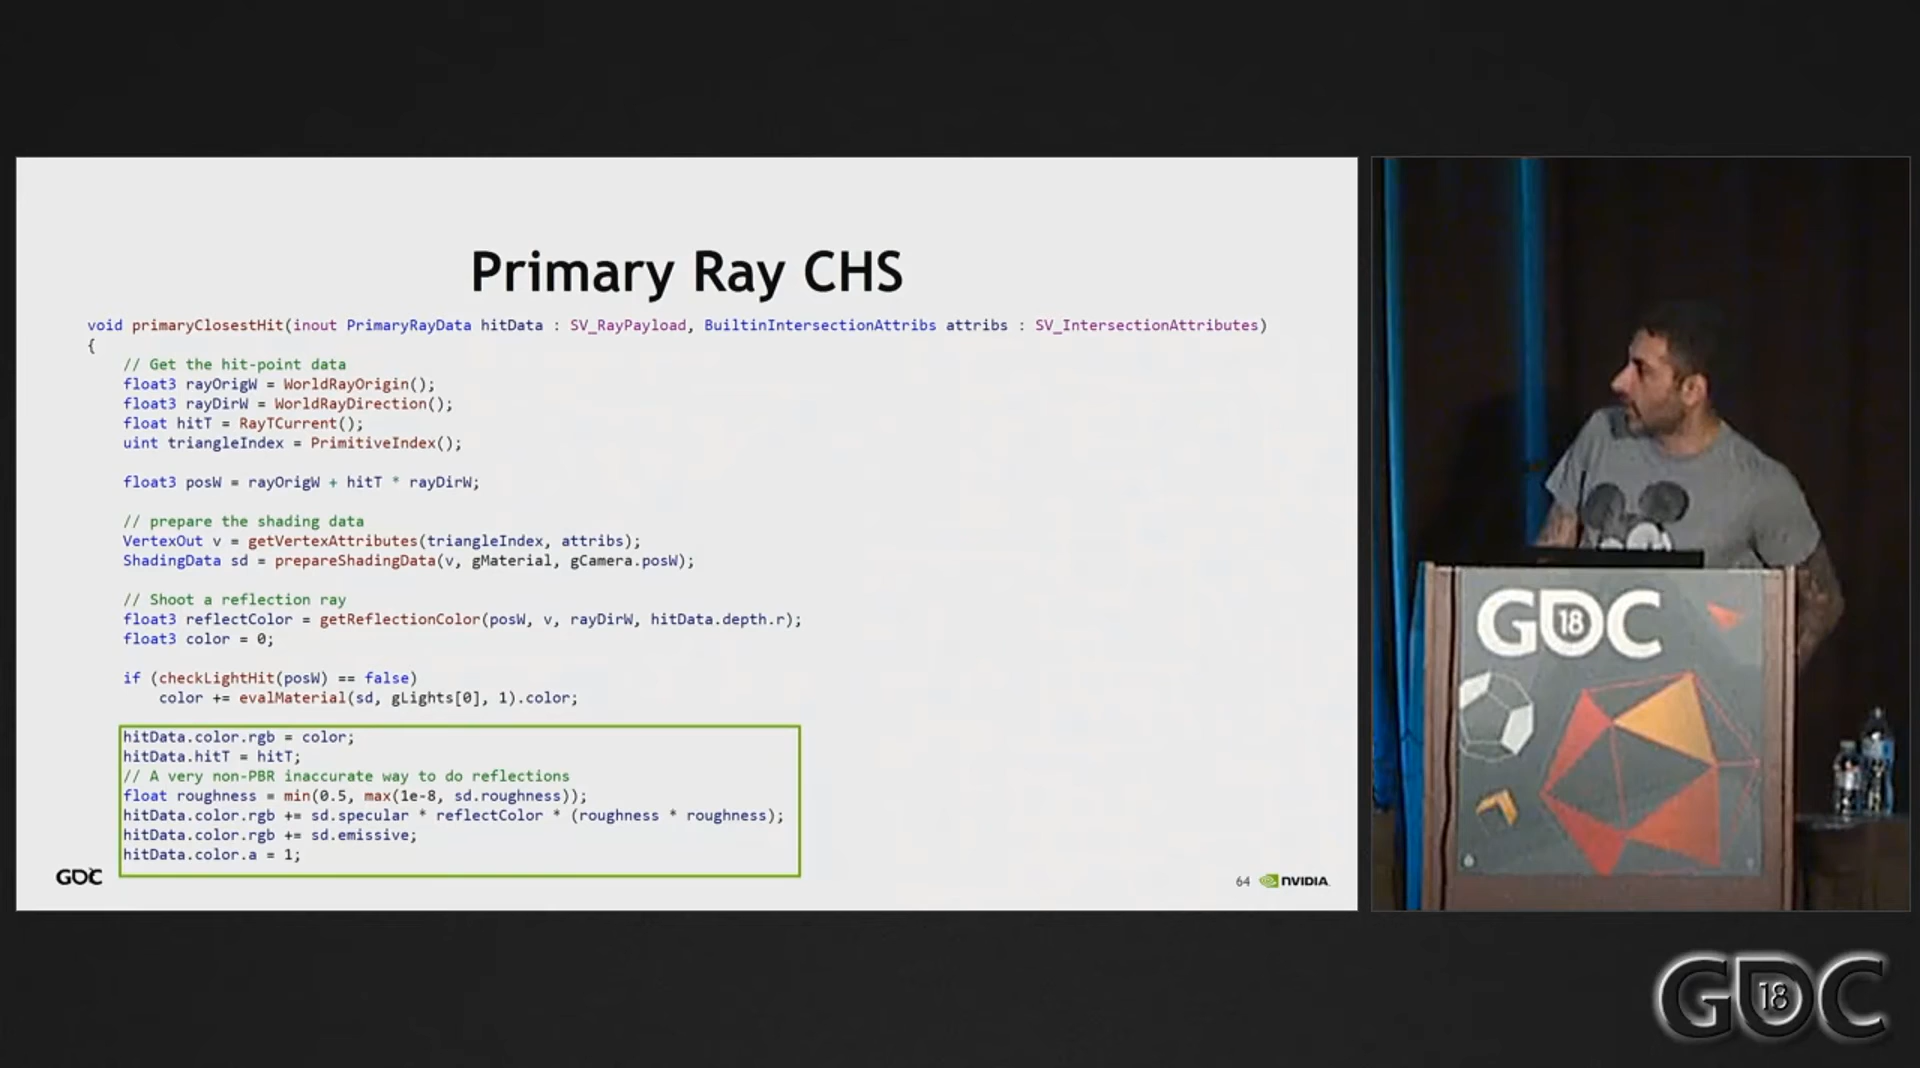 Primary Ray CHS
void primaryClosestHit(inout PrimaryRayData hitData : SV_RayPayload, BuiltinIntersectionAttribs attribs : SV_IntersectionAttributes)
{
// Get the hit-point data
float3 rayOrigW = WorldRayOrigin();
float3 rayDirW = WorldRayDirection();
float hitT = RayTCurrent();
uint triangleIndex = PrimitiveIndex();
float3 posW = rayOrigW + hitT * rayDirW;
// prepare the shading data
VertexOut v = getVertexAttributes(triangleIndex, attribs);
ShadingData sd = prepareShadingData(v, gMaterial, gCamera.posW);
// Shoot a reflection ray
float3 reflectColor = getReflectionColor(posW, v, rayDirW, hitData.depth.r);
float3 color = 0;
if (checkLightHit(posW) == false)
color += evalMaterial(sd, gLights[0], 1).color;
hitData.color.rgb = color;
hitData.hitT = hitT;
// A very non-PBR inaccurate way to do reflections
float roughness = min(0.5, max(1e-8, sd.roughness));
hitData.color.rgb += sd.specular * reflectColor * (roughness * roughness);
hitData.color.rgb += sd.emissive;
hitData.color.a = 1;
GDC
64 NVIDIA
GDC 18
GDC 18